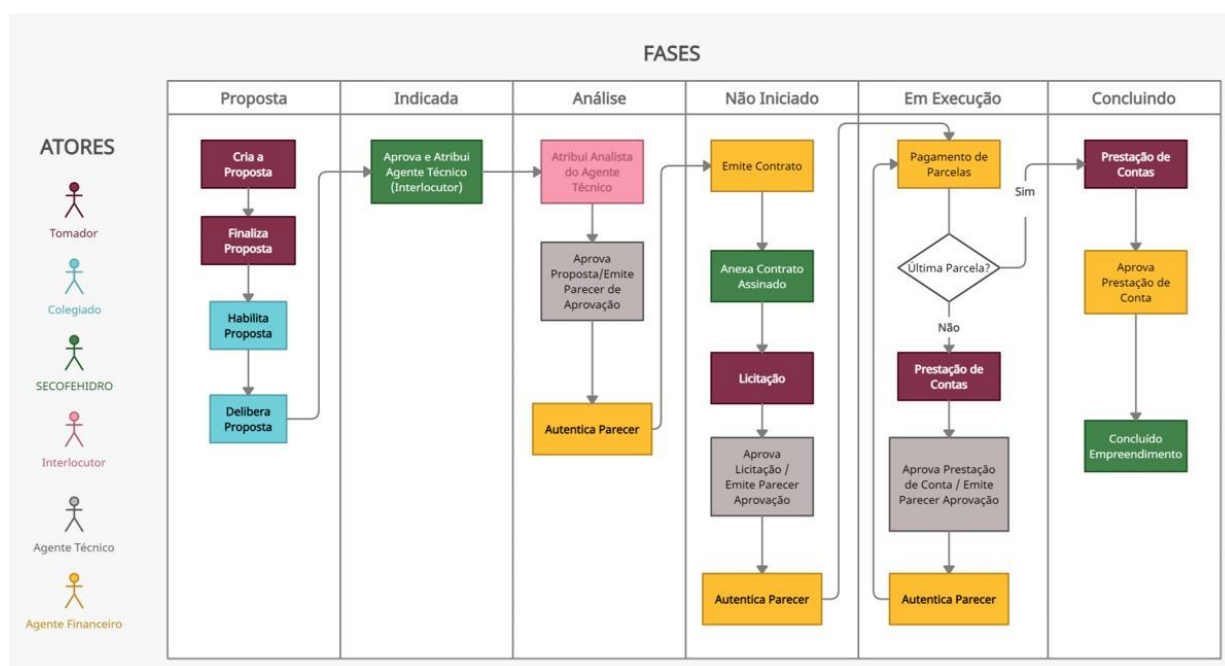 FASES
ATORES
Tomador
Colegiado
SECOFEHIDRO
Interlocutor
Agente Técnico
Agente Financeiro
Proposta
Cria a
Proposta
Finaliza
Proposta
Habilita
Proposta
Delibera
Proposta
Indicada
Aprova e Atribui
Agente Técnico
(Interlocutor)
Análise
Atribui Analista
do Agente
Técnico
Aprova
Proposta/Emite
Parecer de
Aprovação
Autentica Parecer
Não Iniciado
Emite Contrato
Anexa Contrato
Assinado
Licitação
Aprova
Licitação /
Emite Parecer
Aprovação
Autentica Parecer
Em Execução
Pagamento de
Parcelas
Última Parcela?
Sim
Não
Prestação de
Contas
Aprova Prestação
de Conta / Emite
Parecer Aprovação
Autentica Parecer
Concluindo
Prestação de
Contas
Aprova
Prestação de
Conta
Concluído
Empreendimento